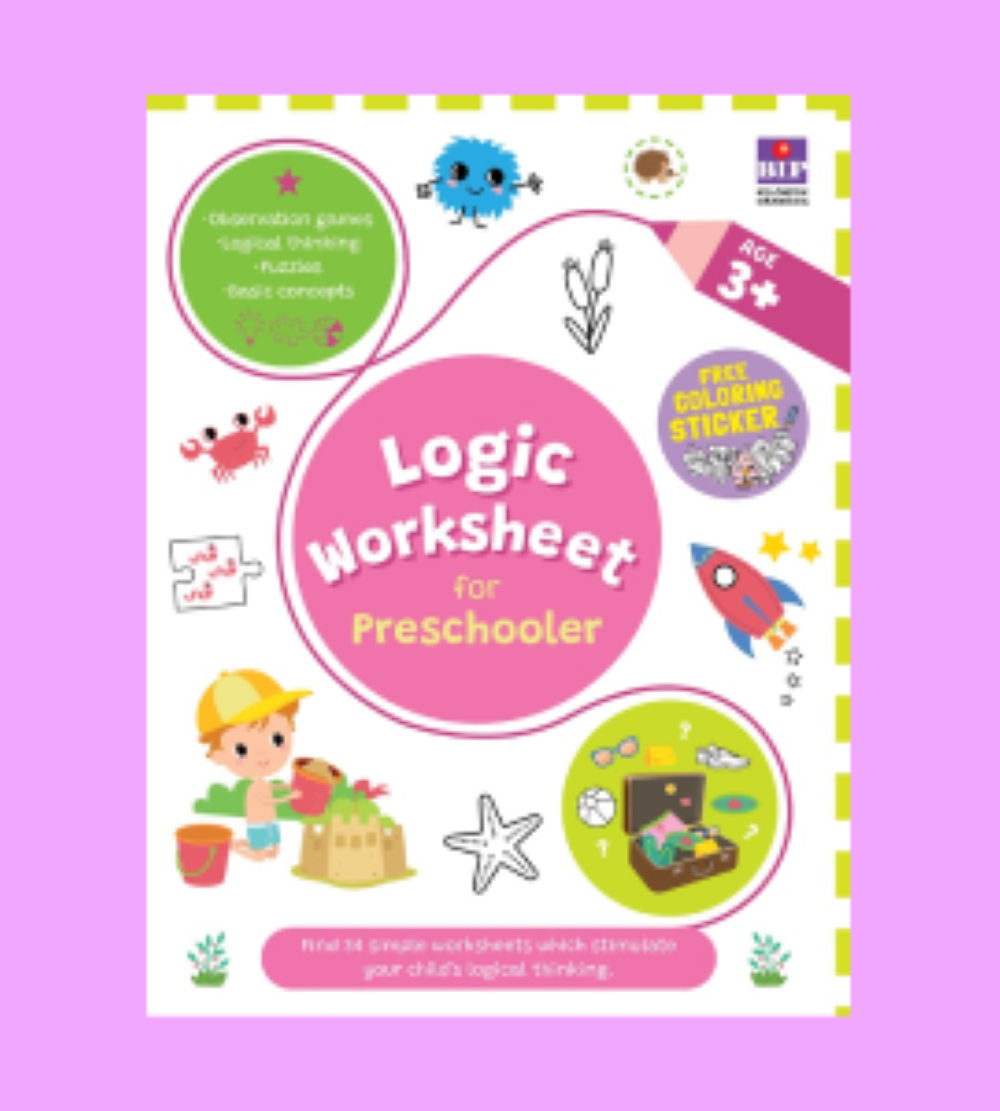 •Observation games
•Logical thinking
•Puzzles
•Basic concepts
BIP
AGE
3+
FREE
COLORING
STICKER
Logic
Worksheet
for
Preschooler
? ? ? ?
Find 34 simple worksheets which stimulate
your child's logical thinking.